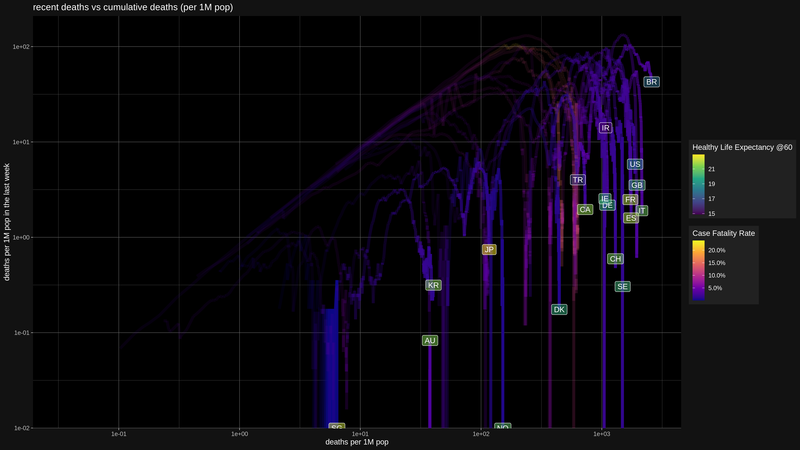 recent deaths vs cumulative deaths (per 1M pop)
1e+02
BR
IR
1e+01
Healthy Life Expectancy @60
US
21
TR
GB
19
IE
FR
DE
17
CA
IT
ES
15
deaths per 1M pop in the last week
1e+00
JP
Case Fatality Rate
CH
20.0%
KR
SE
15.0%
10.0%
DK
5.0%
1e-01
AU
SG
NO
1e-02
1e-01
1e+00
1e+01
1e+02
1e+03
deaths per 1M pop